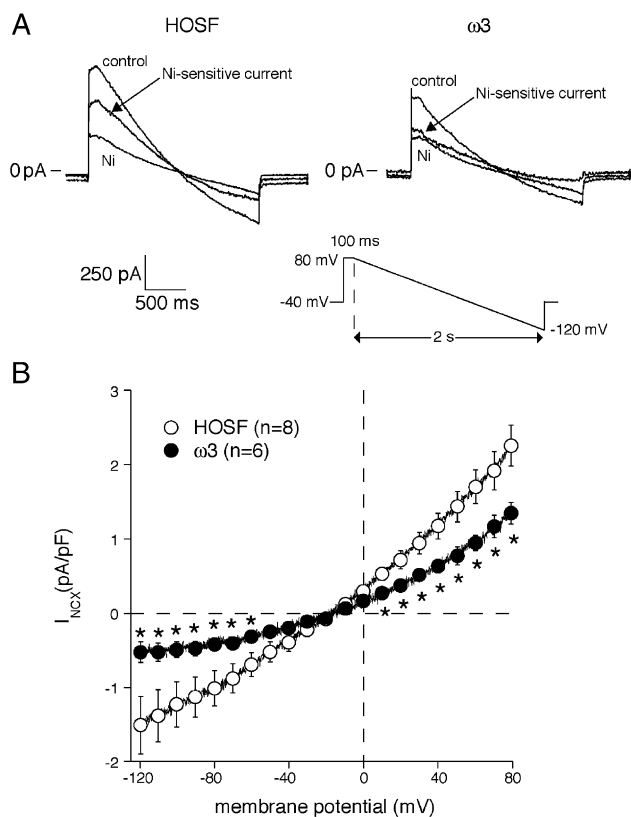 A
HOSF
ω3
control
Ni-sensitive current
Ni
0 pA
control
Ni-sensitive current
Ni
0 pA
250 pA
500 ms
100 ms
80 mV
-40 mV
-120 mV
2 s
B
3
2
1
0
-1
-2
I_NCX(pA/pF)
HOSF (n=8)
ω3 (n=6)
* * * * * * *
* * * * * * * *
-120
-80
-40
0
40
80
membrane potential (mV)